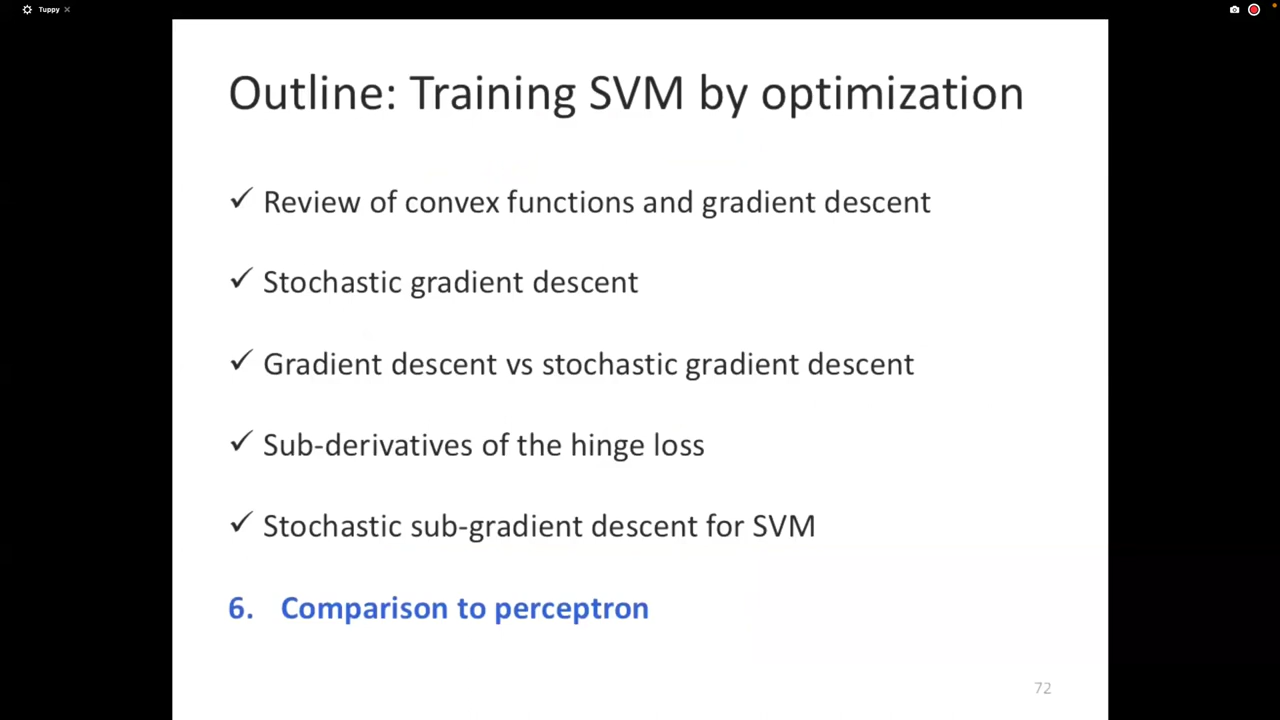 Tuppy
Outline: Training SVM by optimization
✓ Review of convex functions and gradient descent
✓ Stochastic gradient descent
✓ Gradient descent vs stochastic gradient descent
✓ Sub-derivatives of the hinge loss
✓ Stochastic sub-gradient descent for SVM
6. Comparison to perceptron
72